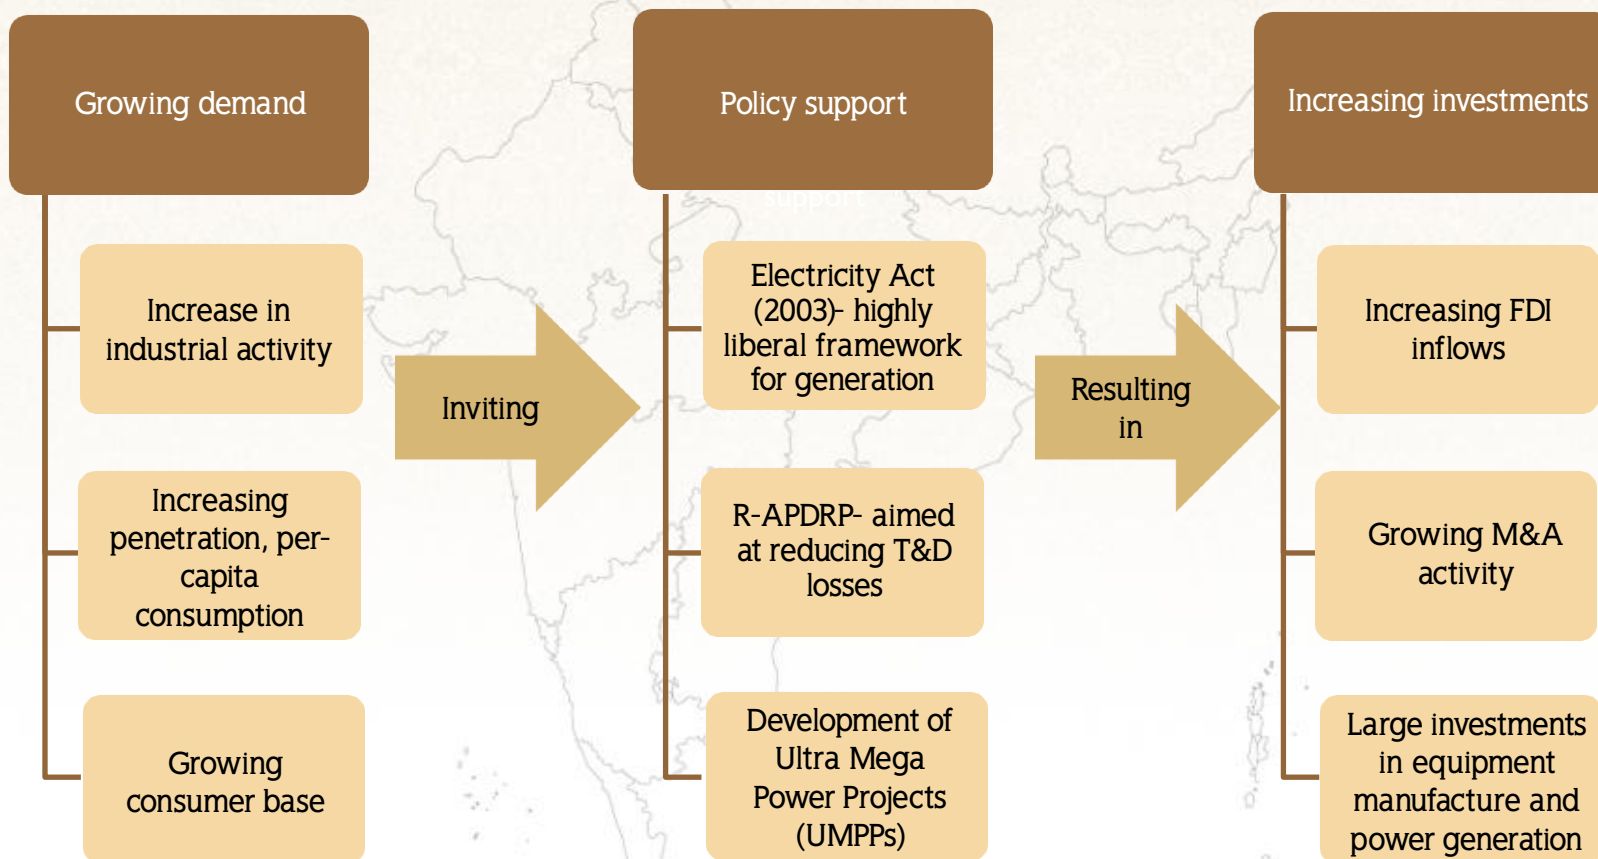 Growing demand
Increase in
industrial activity
Increasing
penetration, per-
capita
consumption
Growing
consumer base
Inviting
Policy support
support
Electricity Act
(2003)- highly
liberal framework
for generation
R-APDRP- aimed
at reducing T&D
losses
Development of
Ultra Mega
Power Projects
(UMPPs)
Resulting
in
Increasing investments
Increasing FDI
inflows
Growing M&A
activity
Large investments
in equipment
manufacture and
power generation